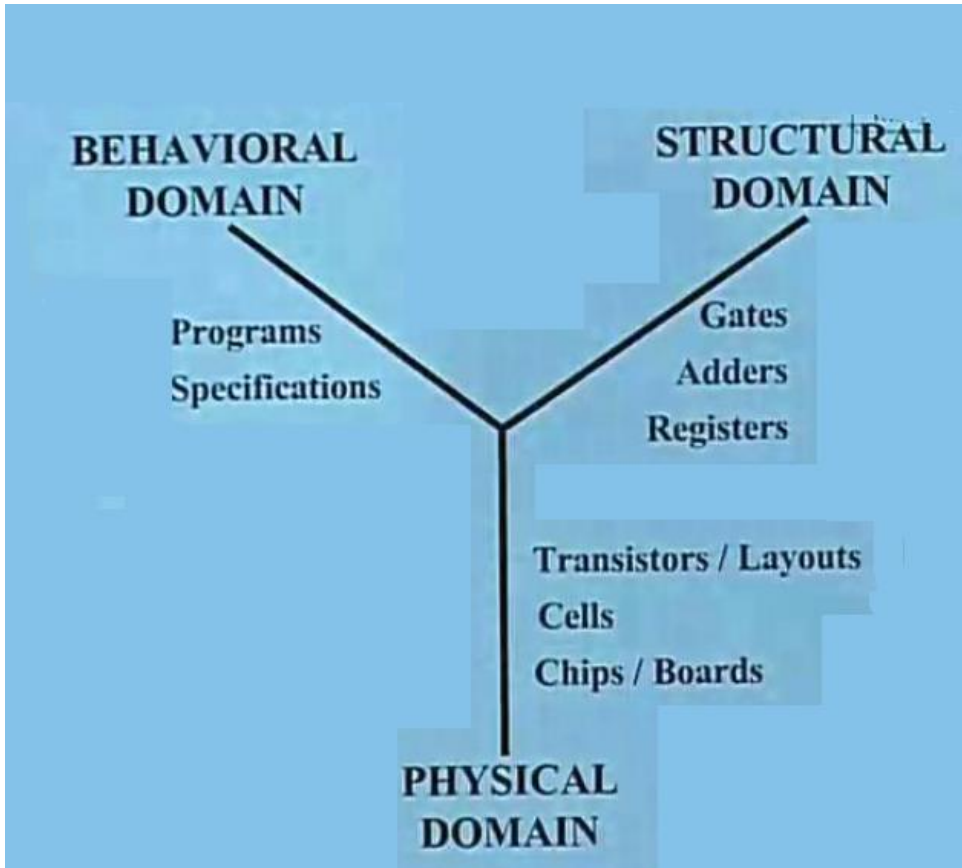 BEHAVIORAL
DOMAIN
STRUCTURAL
DOMAIN
Programs
Specifications
Gates
Adders
Registers
Transistors / Layouts
Cells
Chips / Boards
PHYSICAL
DOMAIN